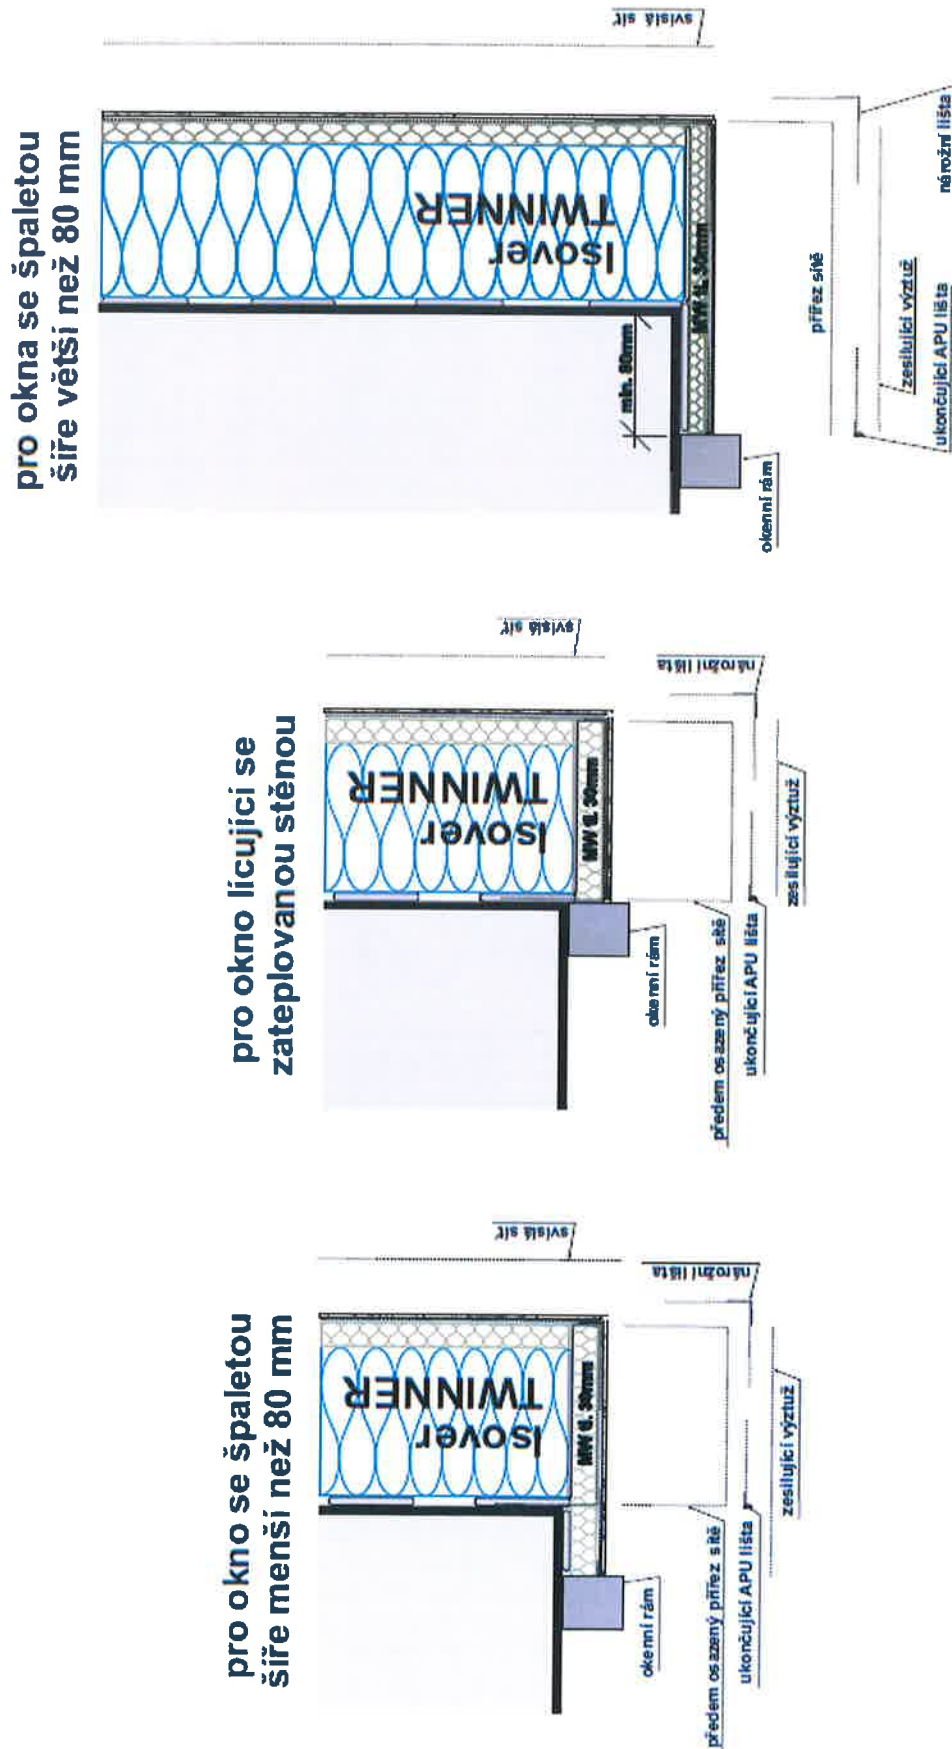 pro okna se špaletou
šíře větší než 80 mm
svislá síť
Isover
TWINNER
MW tl. 30mm
min. 80mm
okenní rám
přířez sítě
zesilující výztuž
ukončující APU lišta
nárožní lišta
pro okno lícující se
zateplovanou stěnou
svislá síť
nárožní lišta
Isover
TWINNER
MW tl. 30mm
okenní rám
předem osazený přířez sítě
ukončující APU lišta
zesilující výztuž
pro okno se špaletou
šíře menší než 80 mm
svislá síť
nárožní lišta
Isover
TWINNER
MW tl. 30mm
okenní rám
předem osazený přířez sítě
ukončující APU lišta
zesilující výztuž